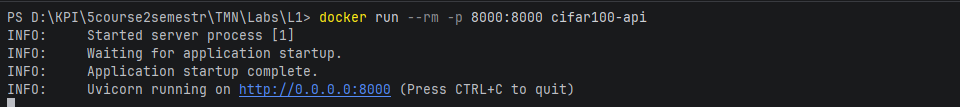 PS D:\KPI\5course2semestr\TMN\Labs\L1> docker run --rm -p 8000:8000 cifar100-api
INFO:     Started server process [1]
INFO:     Waiting for application startup.
INFO:     Application startup complete.
INFO:     Uvicorn running on http://0.0.0.0:8000 (Press CTRL+C to quit)